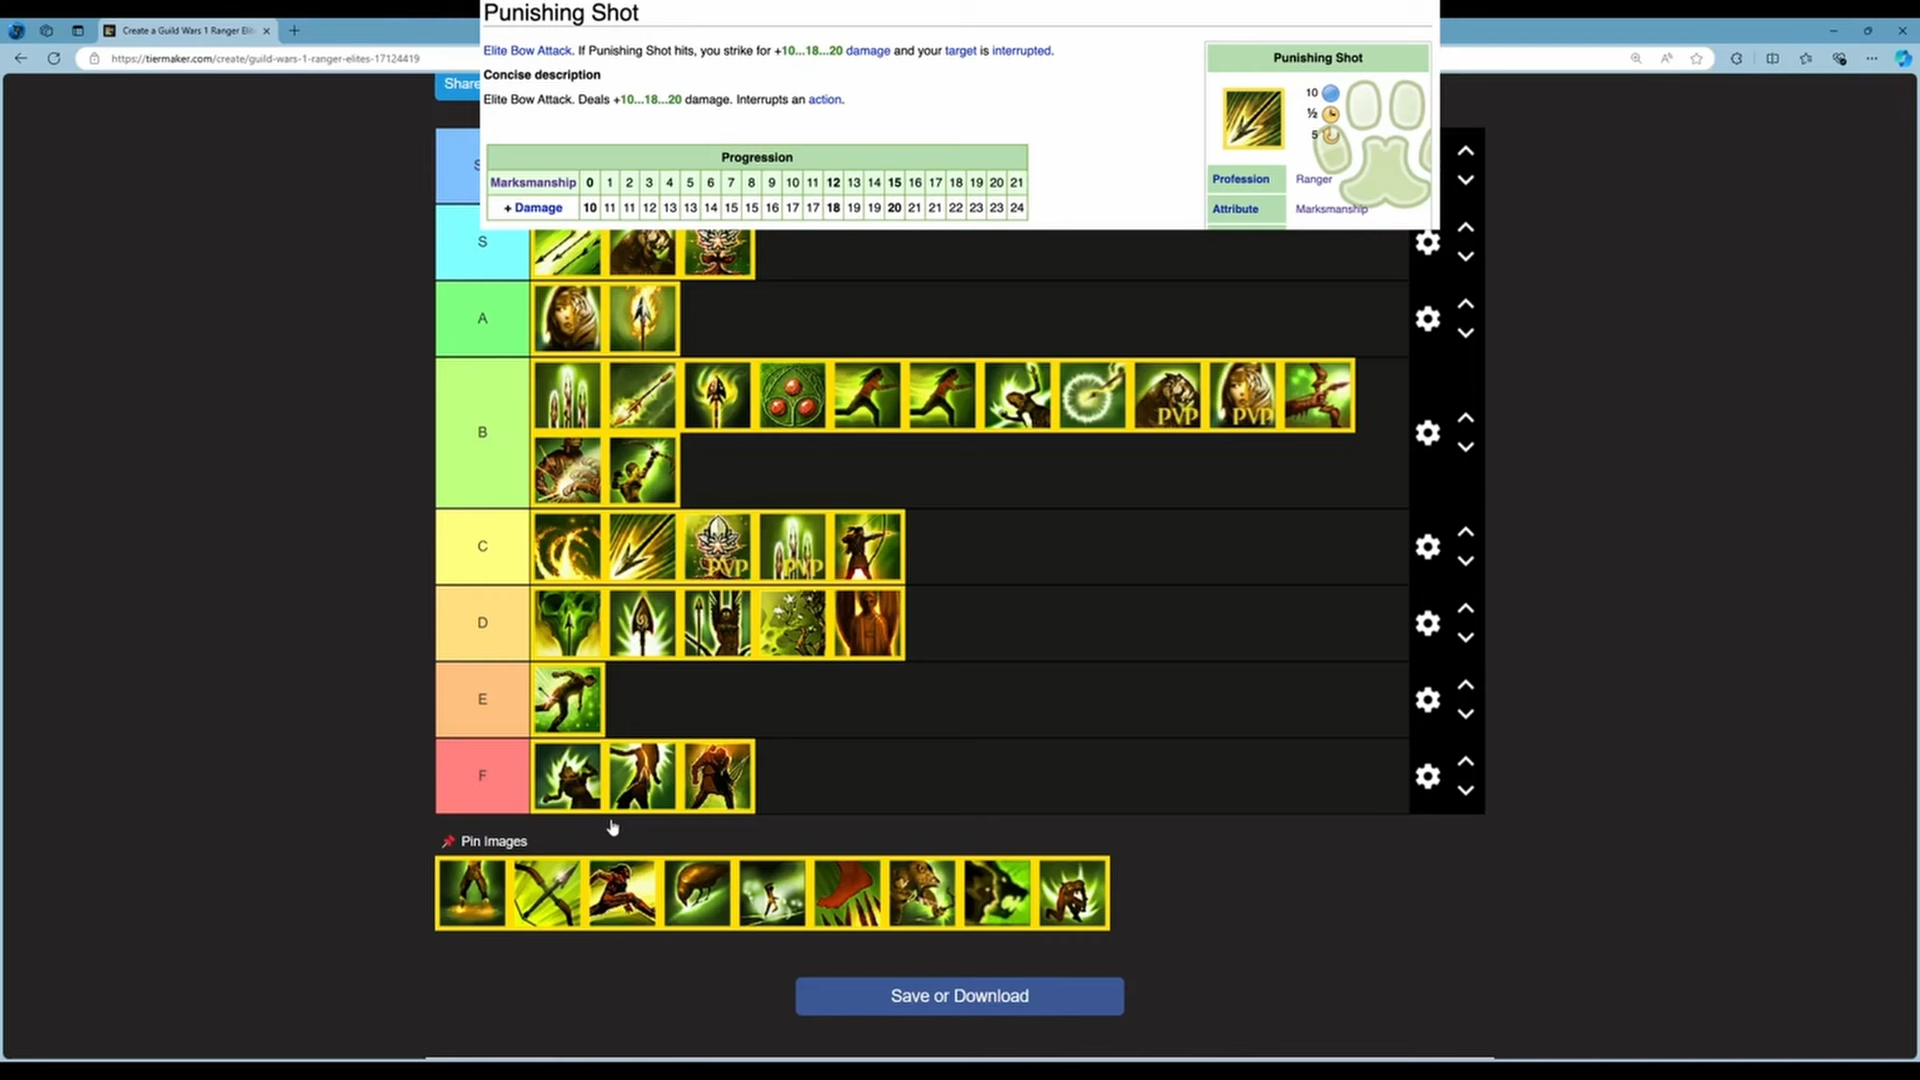 Punishing Shot
Create a Guild Wars 1 Ranger Eli
https://tiermaker.com/create/guild-wars-1-ranger-elites-17124419
Share
Elite Bow Attack. If Punishing Shot hits, you strike for +10...18...20 damage and your target is interrupted.
Concise description
Elite Bow Attack. Deals +10...18...20 damage. Interrupts an action.
Punishing Shot
10
½
5
Profession Ranger
Attribute Marksmanship
Progression
Marksmanship 0 1 2 3 4 5 6 7 8 9 10 11 12 13 14 15 16 17 18 19 20 21
+ Damage 10 11 11 12 13 13 14 15 15 16 17 17 18 19 19 20 21 21 22 23 23 24
S
S
A
B
PVP
PVP
C
PVP
PVP
D
E
F
Pin Images
Save or Download